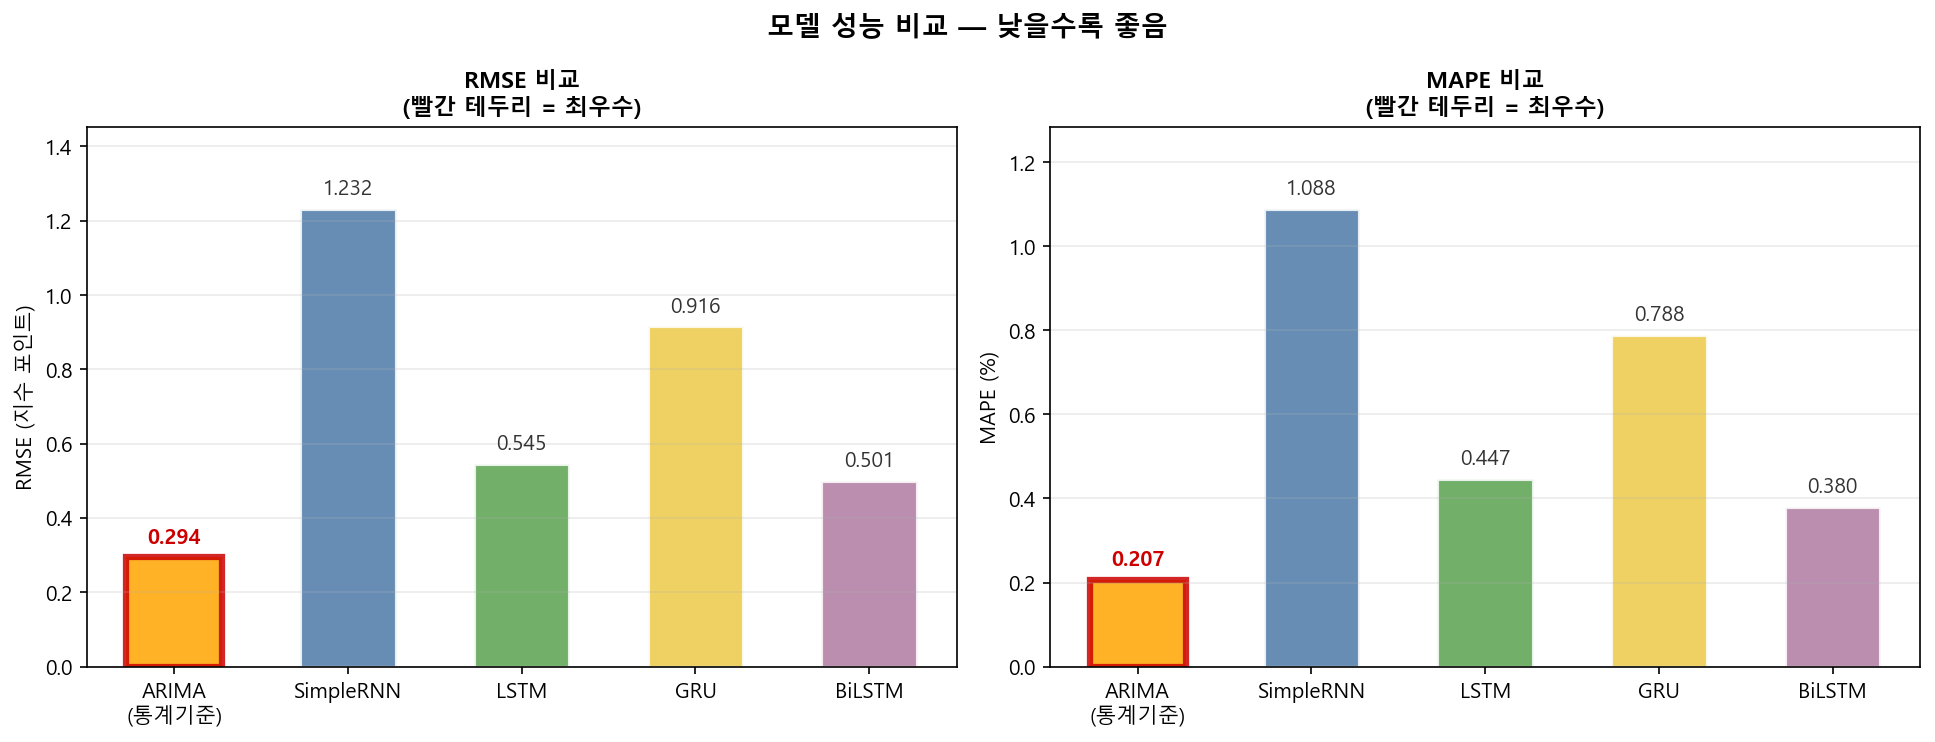 모델 성능 비교 — 낮을수록 좋음
RMSE 비교
(빨간 테두리 = 최우수)
RMSE (지수 포인트)
1.4
1.2
1.0
0.8
0.6
0.4
0.2
0.0
0.294
1.232
0.545
0.916
0.501
ARIMA
(통계기준)
SimpleRNN
LSTM
GRU
BiLSTM
MAPE 비교
(빨간 테두리 = 최우수)
MAPE (%)
1.2
1.0
0.8
0.6
0.4
0.2
0.0
0.207
1.088
0.447
0.788
0.380
ARIMA
(통계기준)
SimpleRNN
LSTM
GRU
BiLSTM